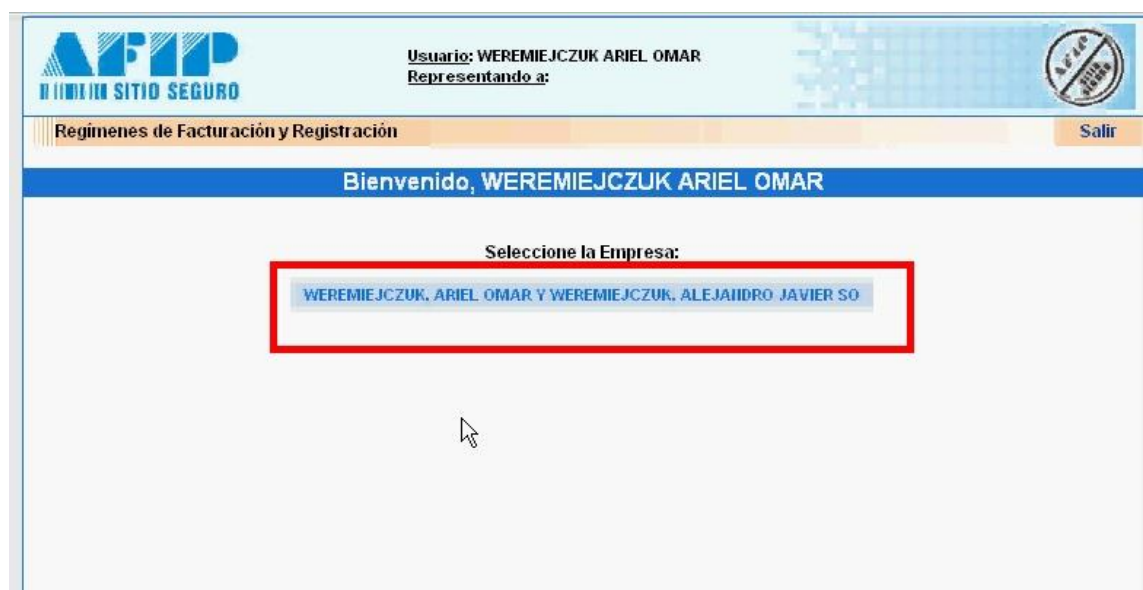 AFIP
SITIO SEGURO
Usuario: WEREMIEJCZUK ARIEL OMAR
Representando a:
Regímenes de Facturación y Registración
Salir
Bienvenido, WEREMIEJCZUK ARIEL OMAR
Seleccione la Empresa:
WEREMIEJCZUK, ARIEL OMAR Y WEREMIEJCZUK, ALEJANDRO JAVIER SO